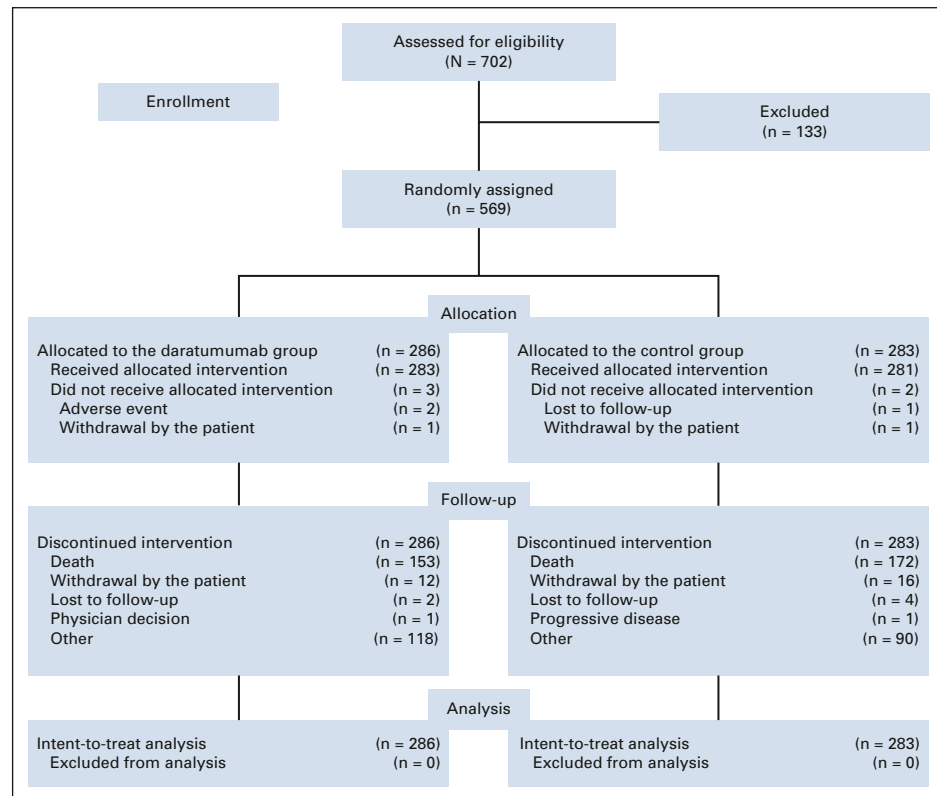 Assessed for eligibility
(N = 702)
Enrollment
Excluded
(n = 133)
Randomly assigned
(n = 569)
Allocation
Allocated to the daratumumab group (n = 286)
Received allocated intervention (n = 283)
Did not receive allocated intervention (n = 3)
Adverse event (n = 2)
Withdrawal by the patient (n = 1)
Allocated to the control group (n = 283)
Received allocated intervention (n = 281)
Did not receive allocated intervention (n = 2)
Lost to follow-up (n = 1)
Withdrawal by the patient (n = 1)
Follow-up
Discontinued intervention (n = 286)
Death (n = 153)
Withdrawal by the patient (n = 12)
Lost to follow-up (n = 2)
Physician decision (n = 1)
Other (n = 118)
Discontinued intervention (n = 283)
Death (n = 172)
Withdrawal by the patient (n = 16)
Lost to follow-up (n = 4)
Progressive disease (n = 1)
Other (n = 90)
Analysis
Intent-to-treat analysis (n = 286)
Excluded from analysis (n = 0)
Intent-to-treat analysis (n = 283)
Excluded from analysis (n = 0)